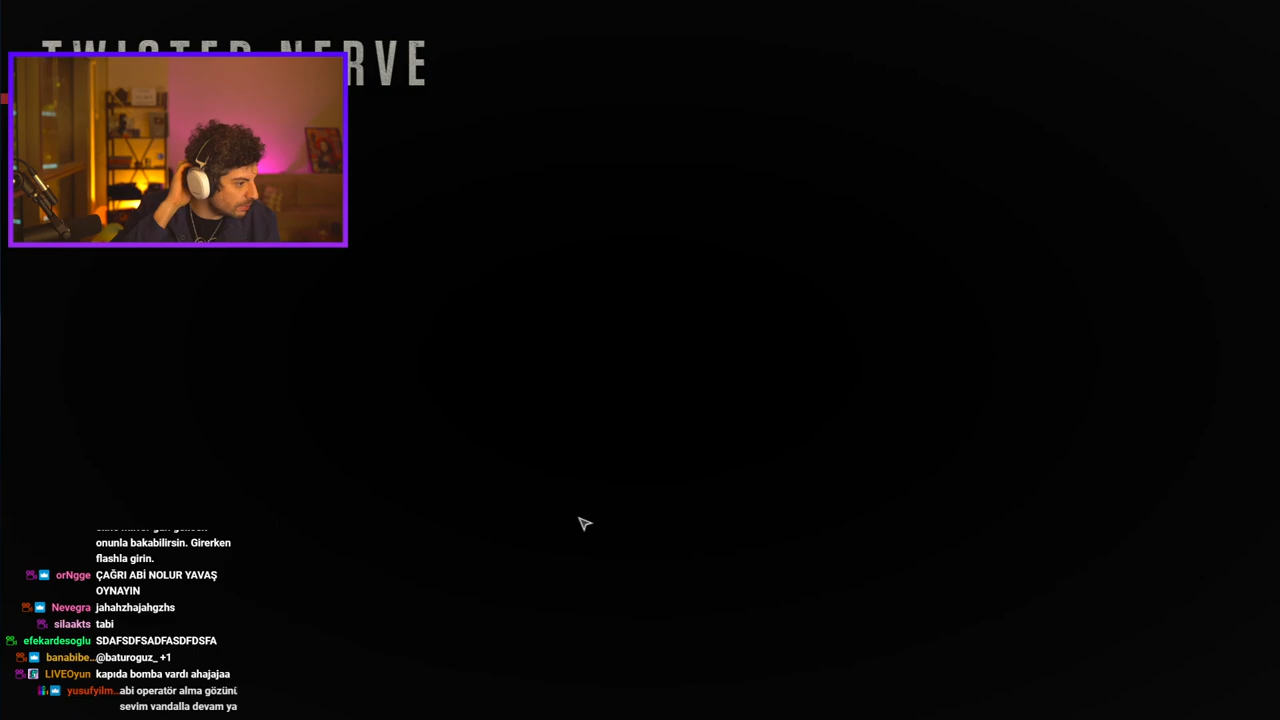 TWISTED NERVE
onunla bakabilirsin. Girerken
flashla girin.
orNgge ÇAĞRI ABİ NOLUR YAVAŞ
OYNAYIN
Nevegra jahahzhajahgzhs
silaakts tabi
efekardesoglu SDAFSDFSADFASDFDSFA
banabibe.. @baturoguz_ +1
LIVEOyun kapıda bomba vardı ahajajaa
yusufyilm.. abi operatör alma gözünü
sevim vandalla devam ya